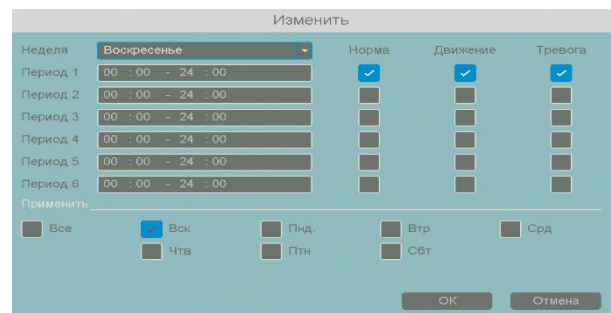 Изменить
Неделя Воскресенье Норма Движение Тревога
Период 1 00 : 00 - 24 : 00
Период 2 00 : 00 - 24 : 00
Период 3 00 : 00 - 24 : 00
Период 4 00 : 00 - 24 : 00
Период 5 00 : 00 - 24 : 00
Период 6 00 : 00 - 24 : 00
Применить
Все Вск Пнд. Втр Срд
Чтв Птн Сбт
OK Отмена